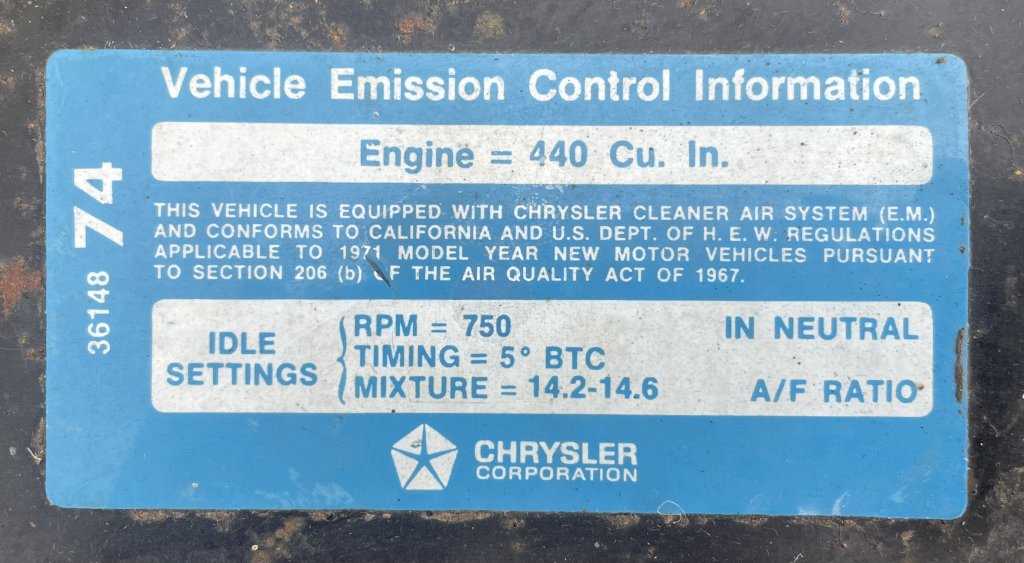 Vehicle Emission Control Information
Engine = 440 Cu. In.
THIS VEHICLE IS EQUIPPED WITH CHRYSLER CLEANER AIR SYSTEM (E.M.)
AND CONFORMS TO CALIFORNIA AND U.S. DEPT. OF H.E.W. REGULATIONS
APPLICABLE TO 1971 MODEL YEAR NEW MOTOR VEHICLES PURSUANT
TO SECTION 206 (b) OF THE AIR QUALITY ACT OF 1967.
36148 74
IDLE
SETTINGS
RPM = 750 IN NEUTRAL
TIMING = 5° BTC
MIXTURE = 14.2-14.6 A/F RATIO
CHRYSLER
CORPORATION